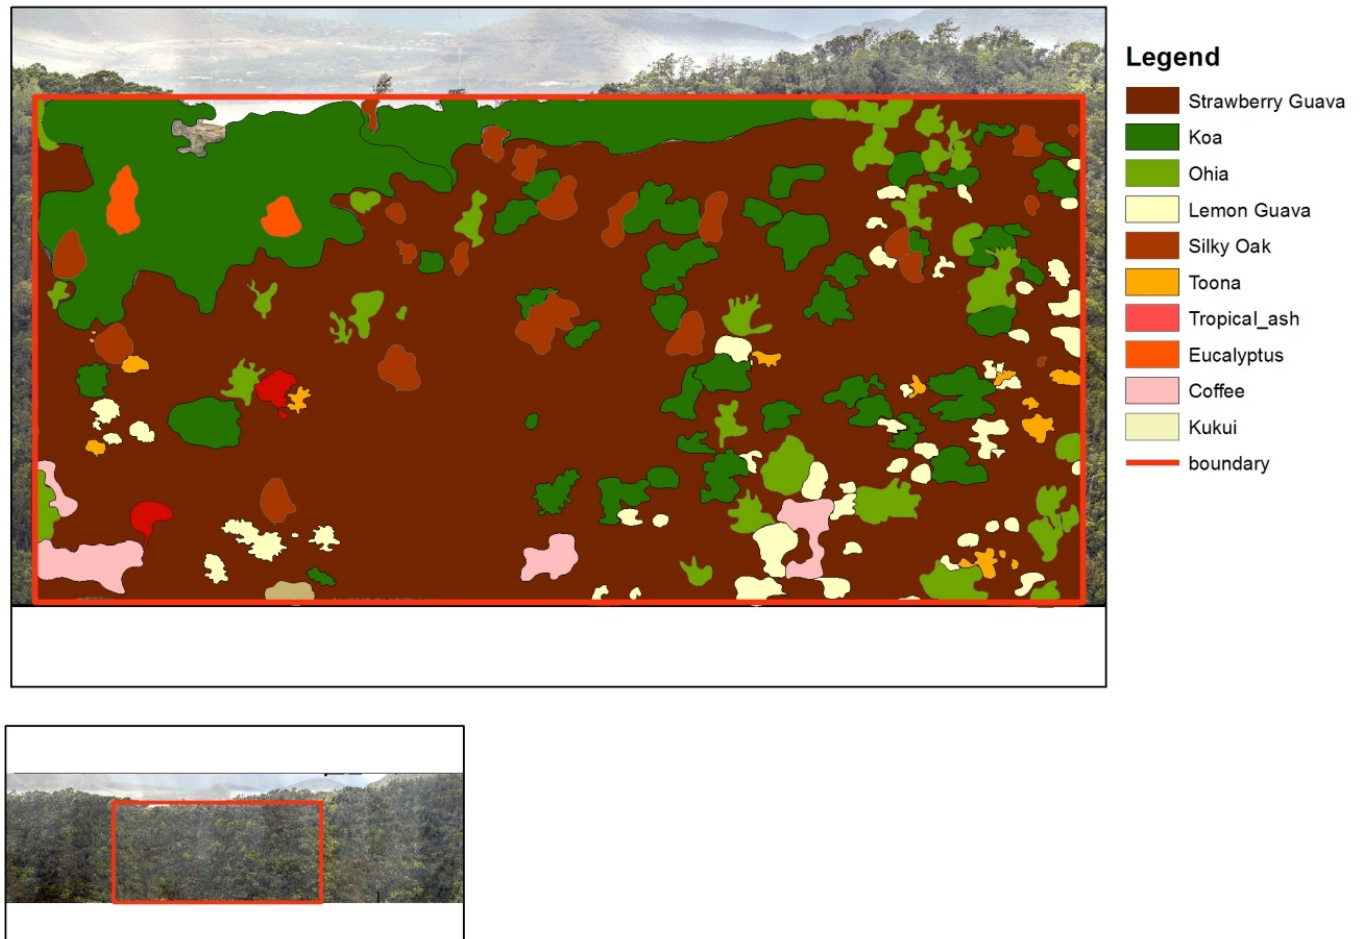 Legend
Strawberry Guava
Koa
Ohia
Lemon Guava
Silky Oak
Toona
Tropical_ash
Eucalyptus
Coffee
Kukui
boundary